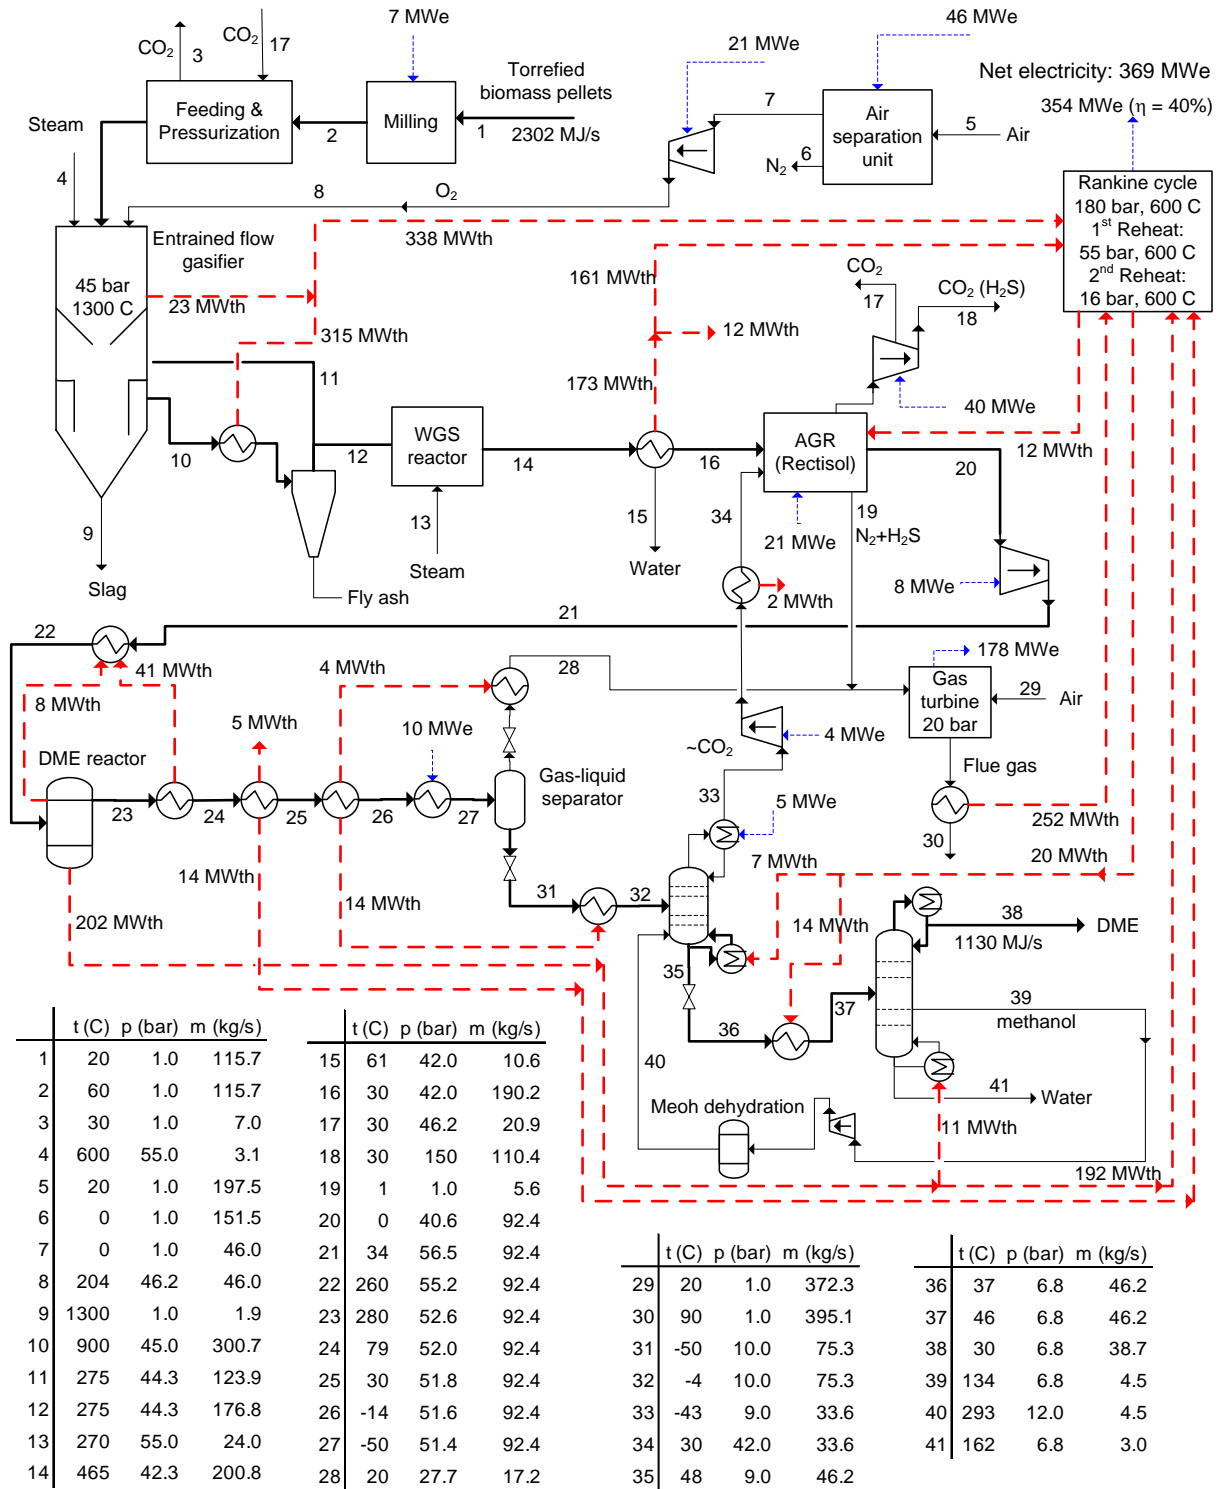 7 MWe
46 MWe
CO2
3
CO2
17
21 MWe
Net electricity: 369 MWe
354 MWe (η = 40%)
Torrefied
biomass pellets
2302 MJ/s
1
Feeding &
Pressurization
2
Milling
7
Air
separation
unit
5
Air
6
N2
Steam
4
8
O2
Rankine cycle
180 bar, 600 C
1st Reheat:
55 bar, 600 C
2nd Reheat:
16 bar, 600 C
Entrained flow
gasifier
338 MWth
45 bar
1300 C
23 MWth
315 MWth
161 MWth
12 MWth
173 MWth
CO2
17
CO2 (H2S)
18
40 MWe
11
10
12
WGS
reactor
14
16
AGR
(Rectisol)
12 MWth
20
9
Slag
Fly ash
13
Steam
15
Water
34
21 MWe
19
N2+H2S
8 MWe
2 MWth
22
21
41 MWth
8 MWth
4 MWth
28
178 MWe
Gas
turbine
20 bar
29
Air
5 MWth
10 MWe
~CO2
4 MWe
DME reactor
Gas-liquid
separator
Flue gas
23
24
25
26
27
33
5 MWe
252 MWth
30
7 MWth
20 MWth
14 MWth
14 MWth
31
32
14 MWth
38
DME
1130 MJ/s
202 MWth
35
37
39
methanol
36
40
41
Water
Meoh dehydration
11 MWth
192 MWth
t (C) p (bar) m (kg/s)
1 20 1.0 115.7
2 60 1.0 115.7
3 30 1.0 7.0
4 600 55.0 3.1
5 20 1.0 197.5
6 0 1.0 151.5
7 0 1.0 46.0
8 204 46.2 46.0
9 1300 1.0 1.9
10 900 45.0 300.7
11 275 44.3 123.9
12 275 44.3 176.8
13 270 55.0 24.0
14 465 42.3 200.8
t (C) p (bar) m (kg/s)
15 61 42.0 10.6
16 30 42.0 190.2
17 30 46.2 20.9
18 30 150 110.4
19 1 1.0 5.6
20 0 40.6 92.4
21 34 56.5 92.4
22 260 55.2 92.4
23 280 52.6 92.4
24 79 52.0 92.4
25 30 51.8 92.4
26 -14 51.6 92.4
27 -50 51.4 92.4
28 20 27.7 17.2
t (C) p (bar) m (kg/s)
29 20 1.0 372.3
30 90 1.0 395.1
31 -50 10.0 75.3
32 -4 10.0 75.3
33 -43 9.0 33.6
34 30 42.0 33.6
35 48 9.0 46.2
t (C) p (bar) m (kg/s)
36 37 6.8 46.2
37 46 6.8 46.2
38 30 6.8 38.7
39 134 6.8 4.5
40 293 12.0 4.5
41 162 6.8 3.0